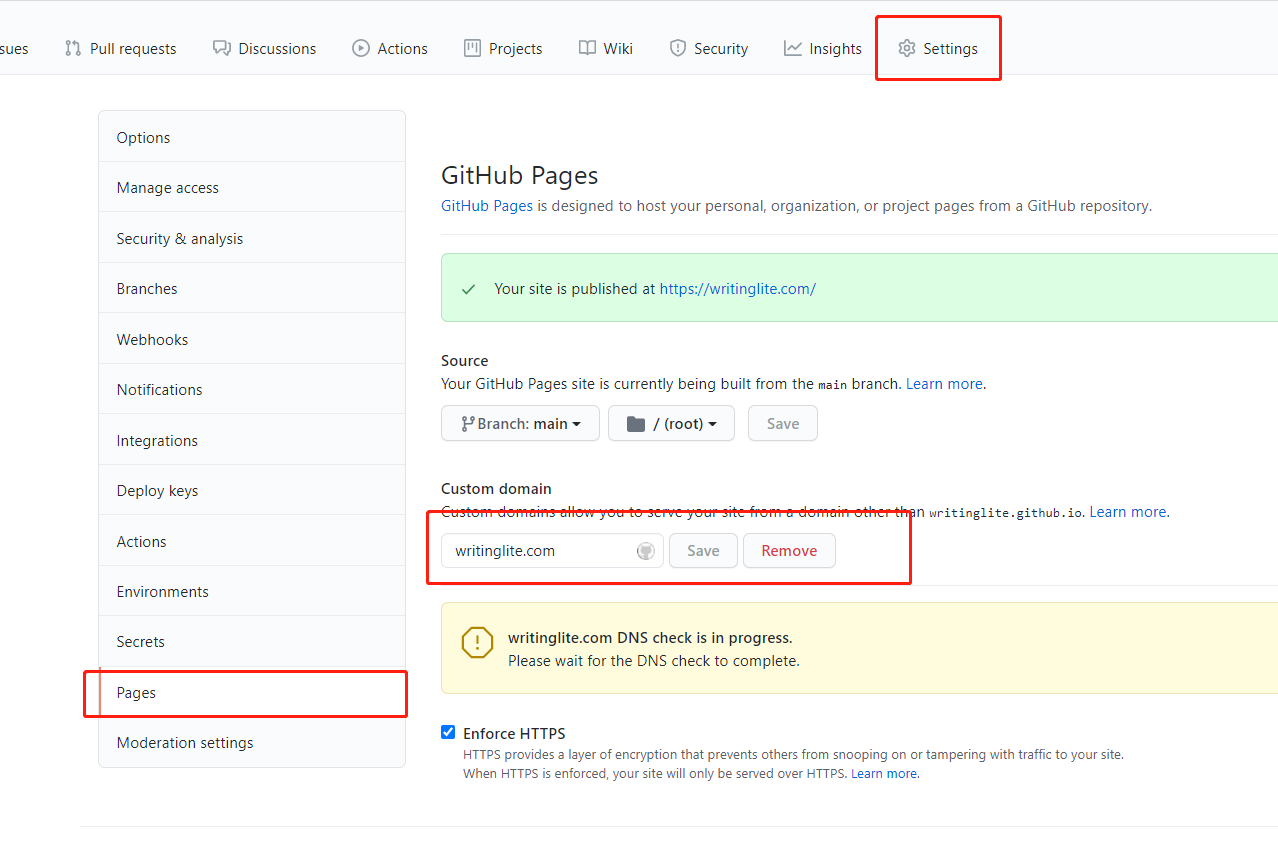 sues Pull requests Discussions Actions Projects Wiki Security Insights Settings
Options
Manage access
Security & analysis
Branches
Webhooks
Notifications
Integrations
Deploy keys
Actions
Environments
Secrets
Pages
Moderation settings
GitHub Pages
GitHub Pages is designed to host your personal, organization, or project pages from a GitHub repository.
Your site is published at https://writinglite.com/
Source
Your GitHub Pages site is currently being built from the main branch. Learn more.
Branch: main / (root) Save
Custom domain
Custom domains allow you to serve your site from a domain other than writinglite.github.io. Learn more.
writinglite.com Save Remove
writinglite.com DNS check is in progress.
Please wait for the DNS check to complete.
Enforce HTTPS
HTTPS provides a layer of encryption that prevents others from snooping on or tampering with traffic to your site.
When HTTPS is enforced, your site will only be served over HTTPS. Learn more.